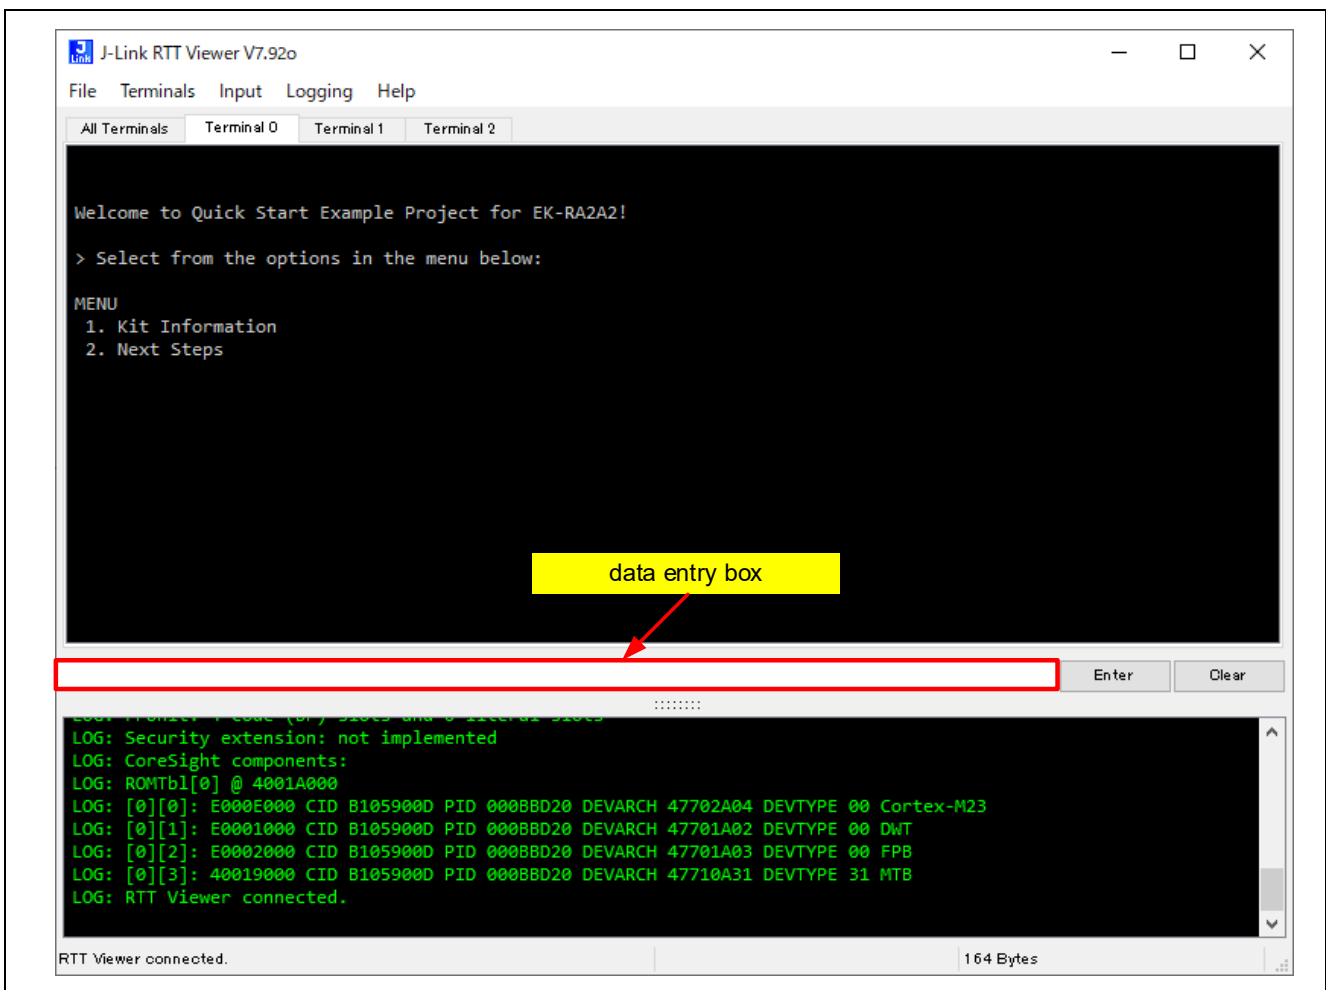 J-Link RTT Viewer V7.92o
File Terminals Input Logging Help
All Terminals Terminal 0 Terminal 1 Terminal 2
Welcome to Quick Start Example Project for EK-RA2A2!
> Select from the options in the menu below:
MENU
1. Kit Information
2. Next Steps
data entry box
Enter Clear
LOG: Security extension: not implemented
LOG: CoreSight components:
LOG: ROMTbl[0] @ 4001A000
LOG: [0][0]: E000E000 CID B105900D PID 000BBD20 DEVARCH 47702A04 DEVTYPE 00 Cortex-M23
LOG: [0][1]: E0001000 CID B105900D PID 000BBD20 DEVARCH 47701A02 DEVTYPE 00 DWT
LOG: [0][2]: E0002000 CID B105900D PID 000BBD20 DEVARCH 47701A03 DEVTYPE 00 FPB
LOG: [0][3]: 40019000 CID B105900D PID 000BBD20 DEVARCH 47710A31 DEVTYPE 31 MTB
LOG: RTT Viewer connected.
RTT Viewer connected. 164 Bytes